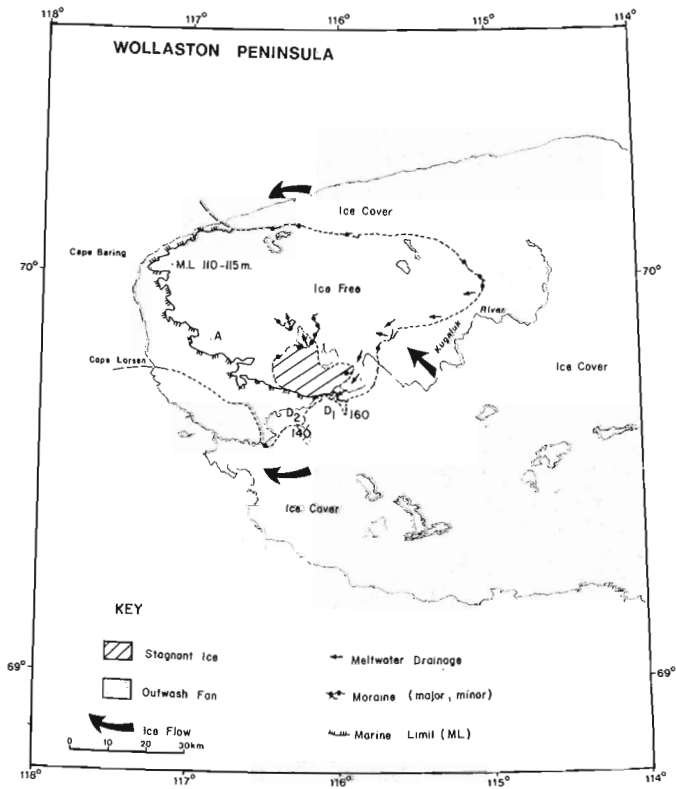 118° 117° 116° 115° 114°
WOLLASTON PENINSULA
Ice Cover
Cape Baring
M.L 110-115m.
70° 70°
Ice Free
Kugaluk River
A
Cape Lorsen
Ice Cover
D2 D1 160
140
Ice Cover
KEY
Stagnant Ice
Meltwater Drainage
69° 69°
Outwash Fan
Moraine (major, minor)
Ice Flow
Marine Limit (ML)
0 10 20 30km
118° 117° 116° 115° 114°